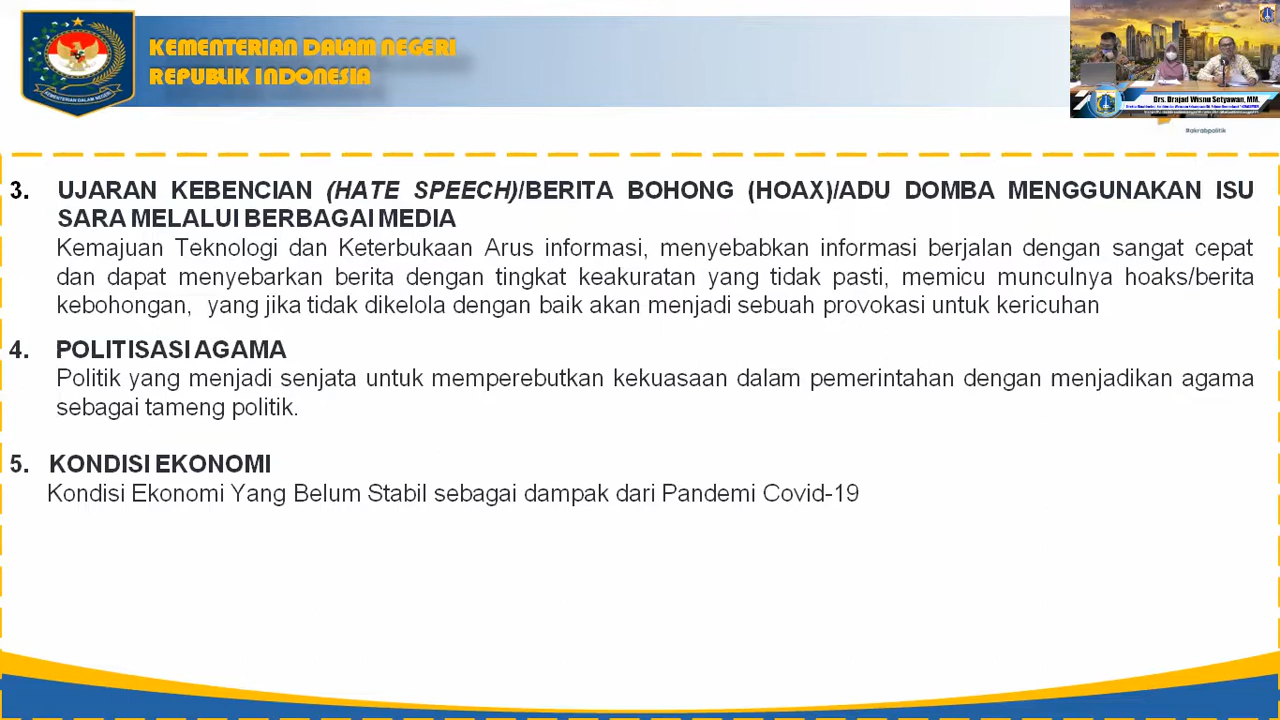 KEMENTERIAN DALAM NEGERI
REPUBLIK INDONESIA
KEMENTERIAN DALAM NEGERI
Drs. Drajad Wisnu Setyawan, MM.
#akrabpolitik
3. UJARAN KEBENCIAN (HATE SPEECH)/BERITA BOHONG (HOAX)/ADU DOMBA MENGGUNAKAN ISU
SARA MELALUI BERBAGAI MEDIA
Kemajuan Teknologi dan Keterbukaan Arus informasi, menyebabkan informasi berjalan dengan sangat cepat
dan dapat menyebarkan berita dengan tingkat keakuratan yang tidak pasti, memicu munculnya hoaks/berita
kebohongan, yang jika tidak dikelola dengan baik akan menjadi sebuah provokasi untuk kericuhan
4. POLITISASI AGAMA
Politik yang menjadi senjata untuk memperebutkan kekuasaan dalam pemerintahan dengan menjadikan agama
sebagai tameng politik.
5. KONDISI EKONOMI
Kondisi Ekonomi Yang Belum Stabil sebagai dampak dari Pandemi Covid-19